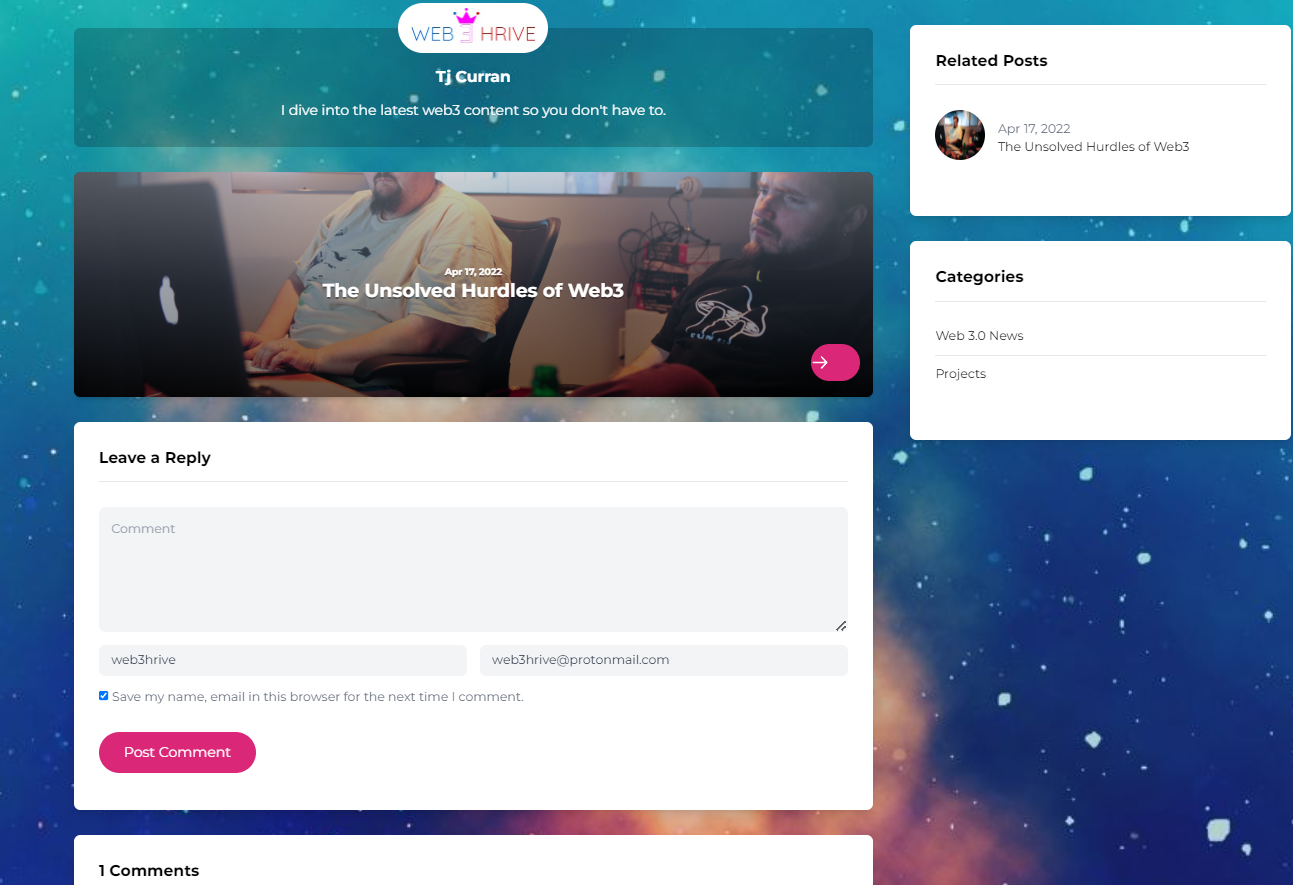 WEB 3 HRIVE
Tj Curran
I dive into the latest web3 content so you don't have to.
Apr 17, 2022
The Unsolved Hurdles of Web3
Leave a Reply
Comment
web3hrive
web3hrive@protonmail.com
Save my name, email in this browser for the next time I comment.
Post Comment
1 Comments
Related Posts
Apr 17, 2022
The Unsolved Hurdles of Web3
Categories
Web 3.0 News
Projects